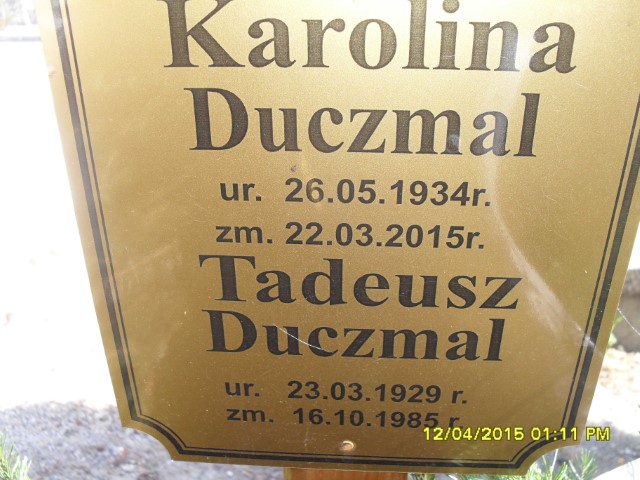 Karolina
Duczmal
ur. 26.05.1934r.
zm. 22.03.2015r.
Tadeusz
Duczmal
ur. 23.03.1929 r.
zm. 16.10.1985 r.
12/04/2015 01:11 PM